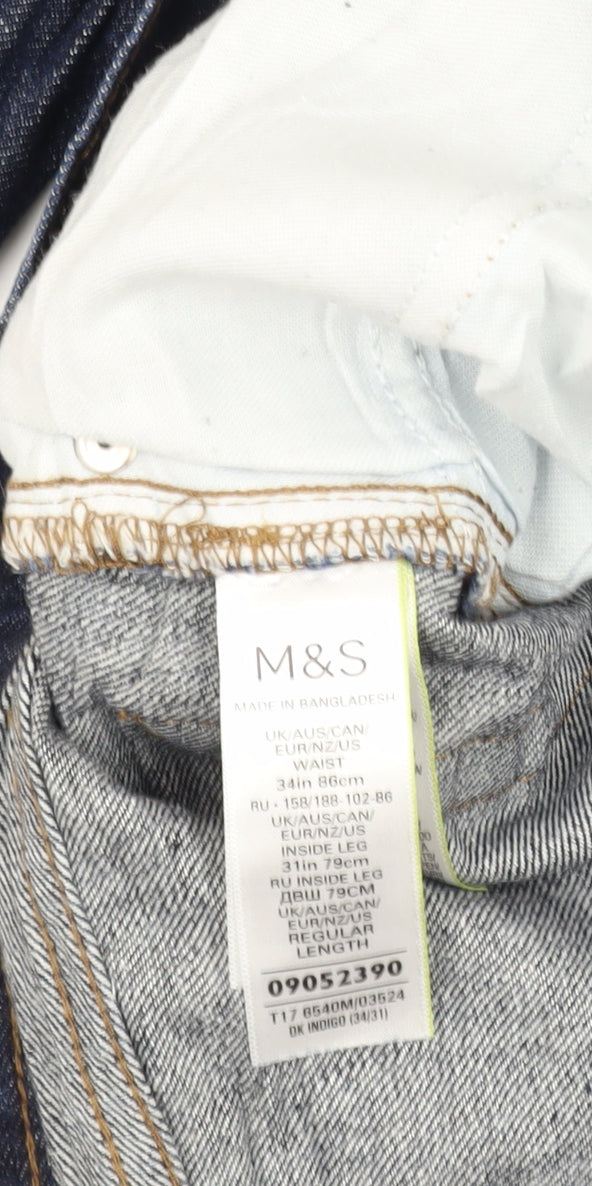 M&S
MADE IN BANGLADESH
UK/AUS/CAN/
EUR/NZ/US
WAIST
34in 86cm
RU - 158/188-102-86
UK/AUS/CAN/
EUR/NZ/US
INSIDE LEG
31in 79cm
RU INSIDE LEG
ДВШ 79CM
UK/AUS/CAN/
EUR/NZ/US
REGULAR
LENGTH
09052390
T17 8540M/03524
DK INDIGO (34/31)